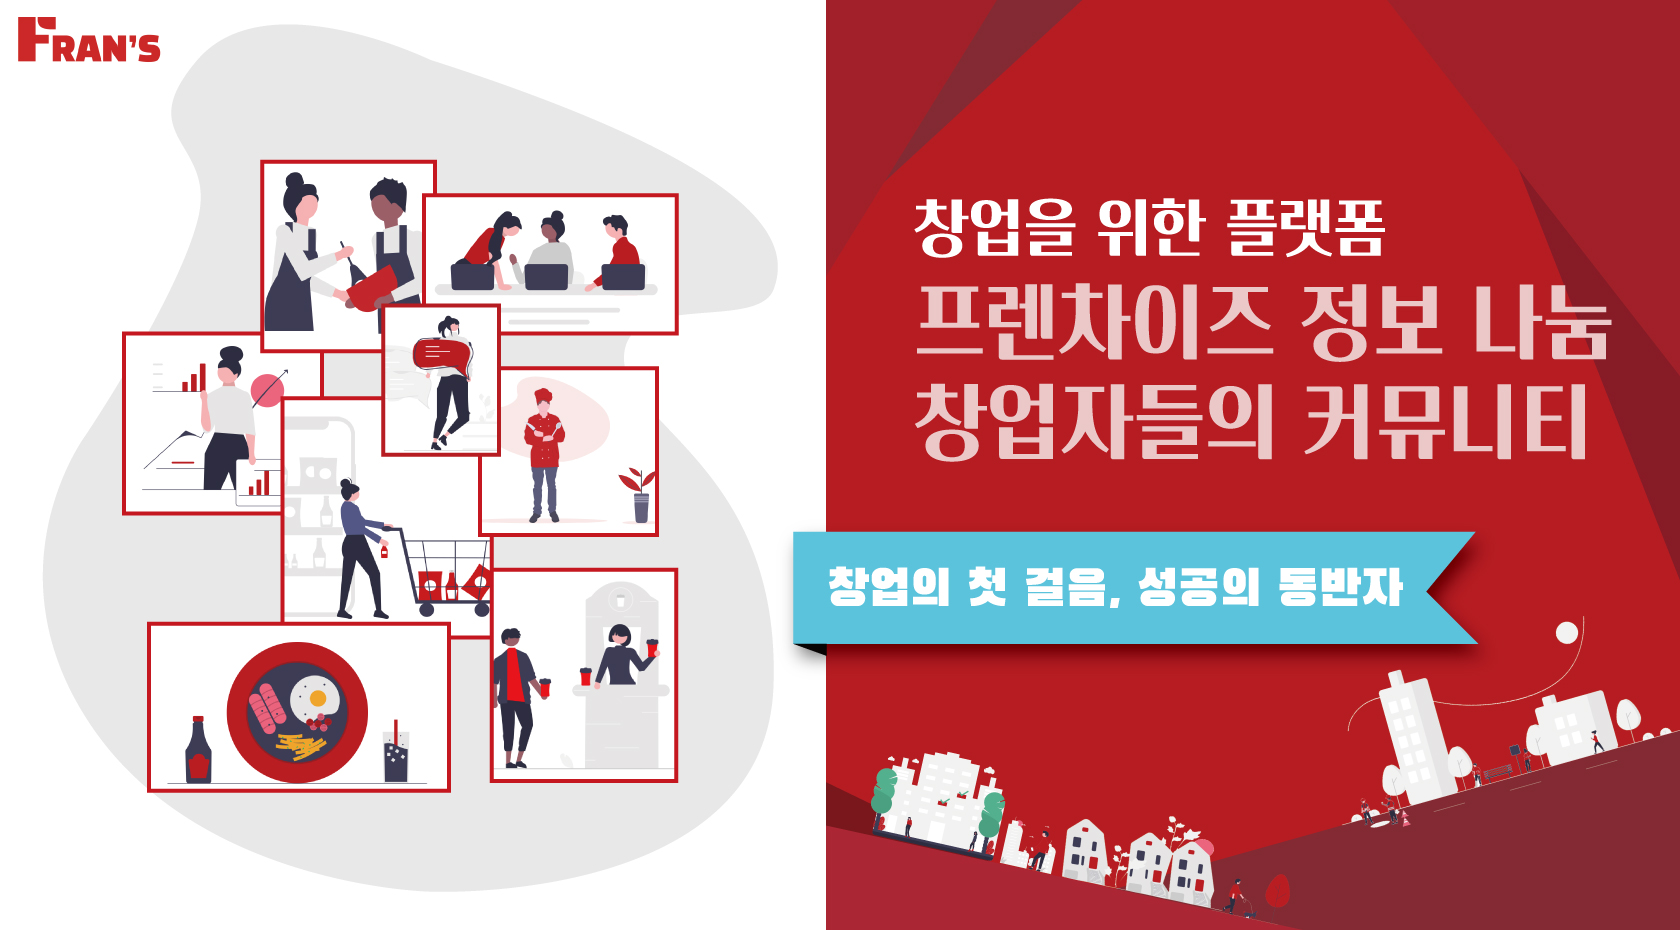 FRAN'S
창업을 위한 플랫폼
프렌차이즈 정보 나눔
창업자들의 커뮤니티
창업의 첫 걸음, 성공의 동반자